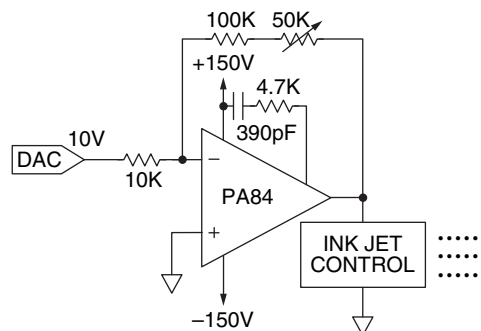 100K 50K
+150V
4.7K
390pF
10V
DAC
10K
−
PA84
+
INK JET
CONTROL
−150V